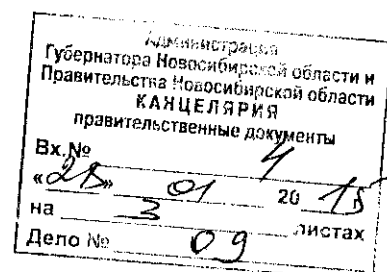 Администрация
Губернатора Новосибирской области и
Правительства Новосибирской области
КАНЦЕЛЯРИЯ
правительственные документы
Вх.№ 4
«28» 01 20 15
на 3 листах
Дело № 09